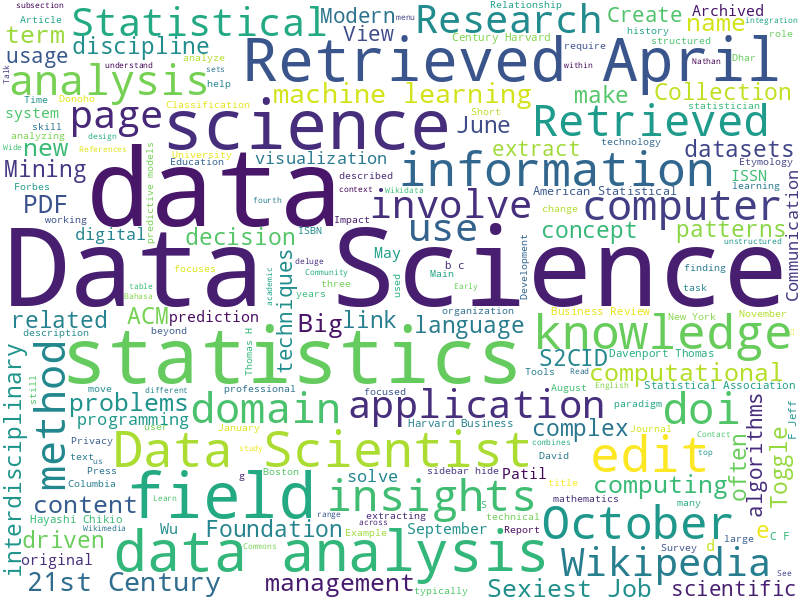 subsection
Article
Statistical
Modern
Relationship
Research
Create
Archived
menu
integration
term
discipline
View
Century Harvard
name
history
structured
role
usage
analyze
understand
sets
help
Retrieved April
require
within
Nathan
Dhar
Talk
analysis
machine learning
make
Collection
Time
Donoho
Classification
Short
statistician
page
science
June
Retrieved
system
skill
analyzing
design
technology
Wide
new
References
University
visualization
extract
datasets
Etymology
Mining
Education
described
information
ISSN
learning
Forbes
predictive models
data
context
Wikidata
American Statistical
PDF
fourth
Impact
involve
computer
Communication
working
ISBN
use
change
concept
patterns
digital
decision
deluge
May
unstructured
b c
finding
focuses
Community
Main
Development
task
table
Bahasa
academic
three
years
used
Early
Data Science
related
ACM
prediction
techniques
Big
link
language
organization
Business Review
New York
November
description
beyond
Thomas H
knowledge
statistics
S2CID
Davenport Thomas
Tools
Read
computational
interdisciplinary
still
method
move
different
professional
focused
August
English
Statistical Association
problems
domain
application
paradigm
doi
F Jeff
programming
user
January
Harvard Business
complex
Journal
Contact
Privacy
study
combines
top
text
us
Data Scientist
David
edit
often
algorithms
Toggle
Press
Boston
solve
sidebar hide
Patil
title
Columbia
Learn
g
computing
mathematics
content
field
range
insights
S
many
Hayashi Chikio
extracting
technical
October
C F
driven
Wu
Foundation
September
Report
e
Wikimedia
across
Example
Survey
d
large
original
Commons
data analysis
Wikipedia
See
21st Century
management
typically
Sexiest Job
scientific